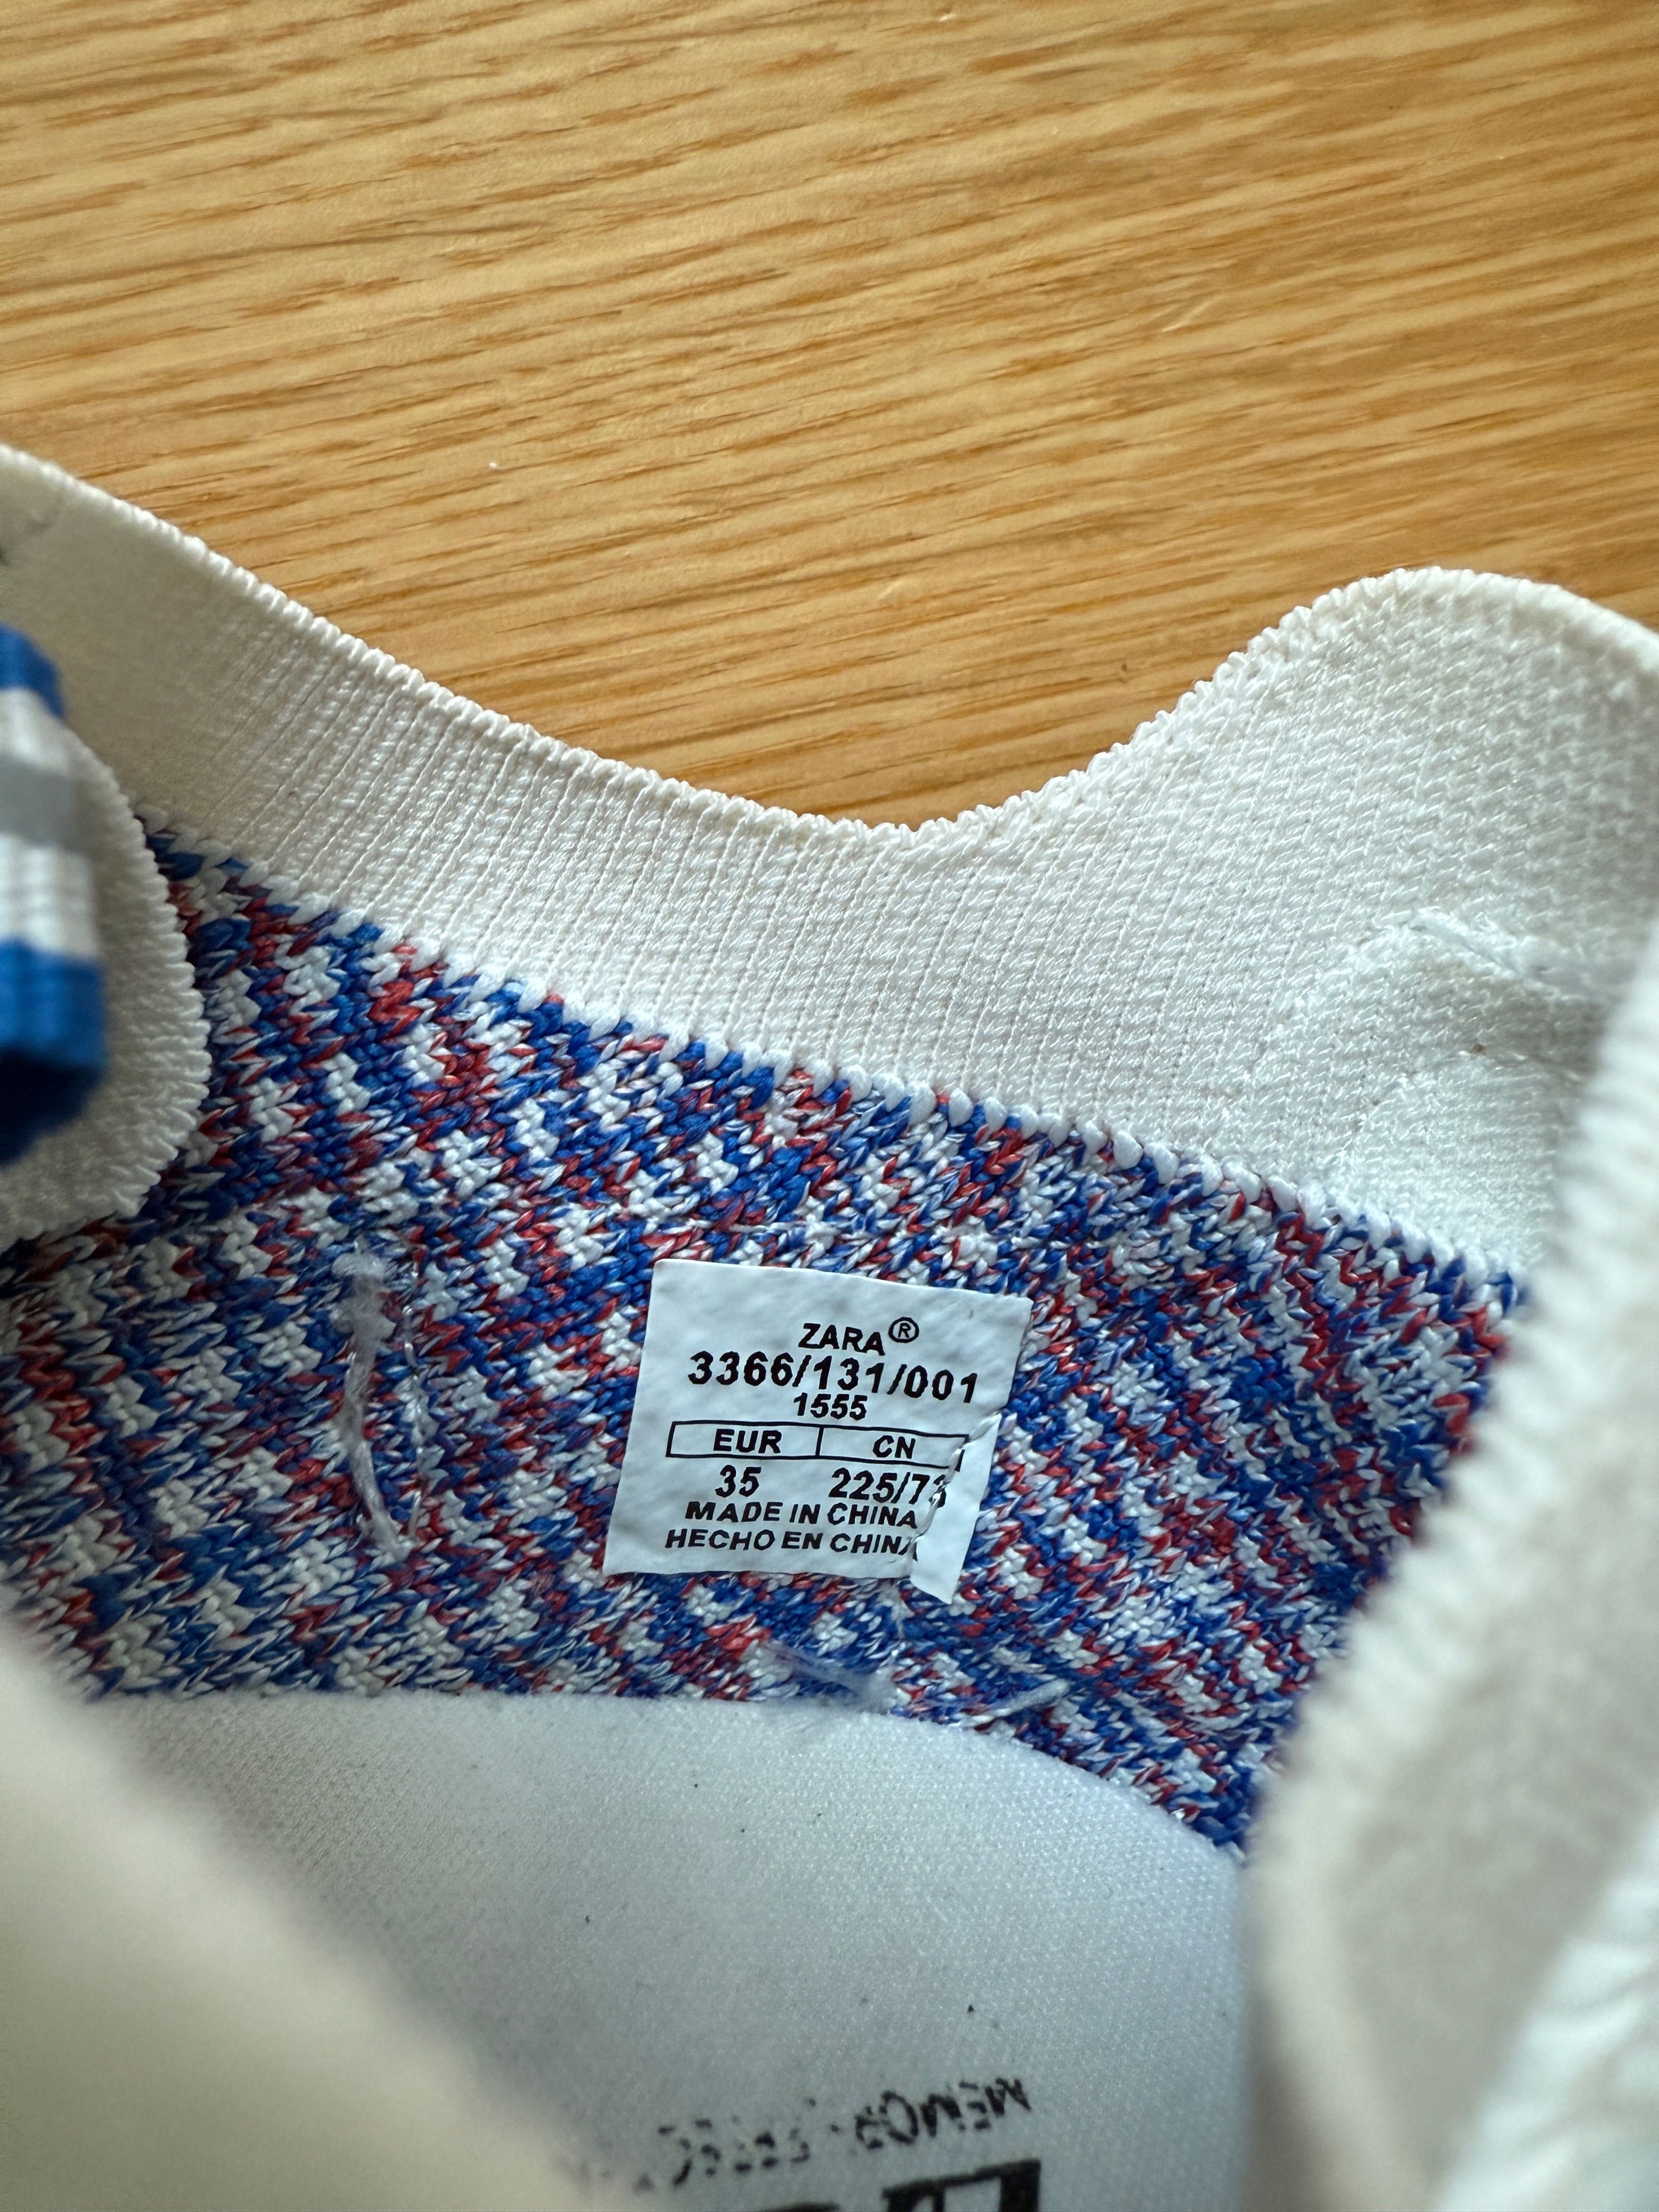 ZARA®
3366/131/001
1555
EUR CN
35
MADE IN CHINA
HECHO EN CHINA